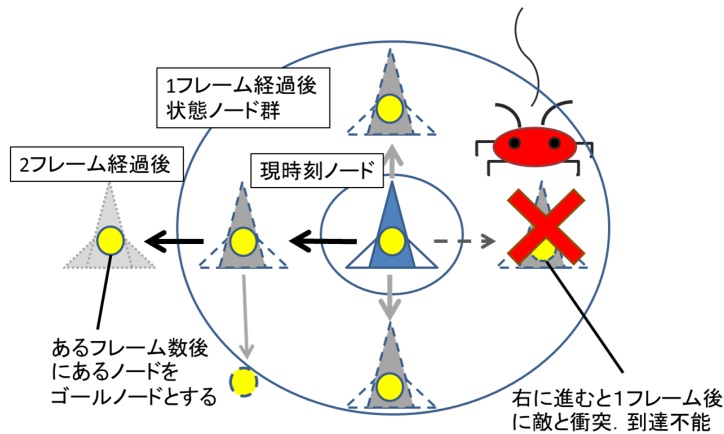 1フレーム経過後
状態ノード群
2フレーム経過後
現時刻ノード
あるフレーム数後
にあるノードを
ゴールノードとする
右に進むと1フレーム後
に敵と衝突．到達不能